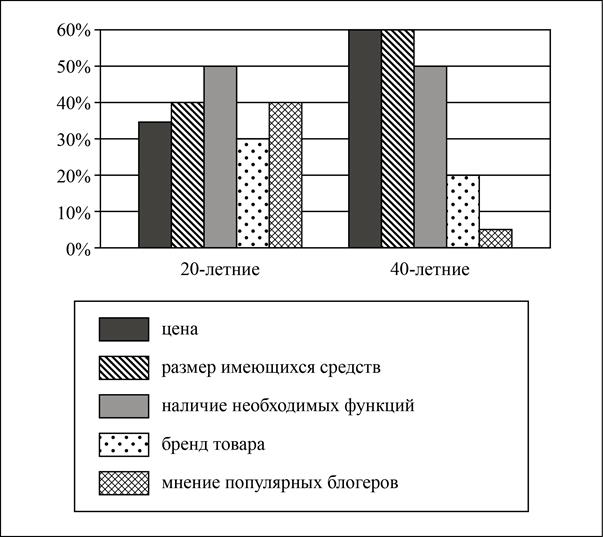 60%
50%
40%
30%
20%
10%
0%
20-летние
40-летние
цена
размер имеющихся средств
наличие необходимых функций
бренд товара
мнение популярных блогеров